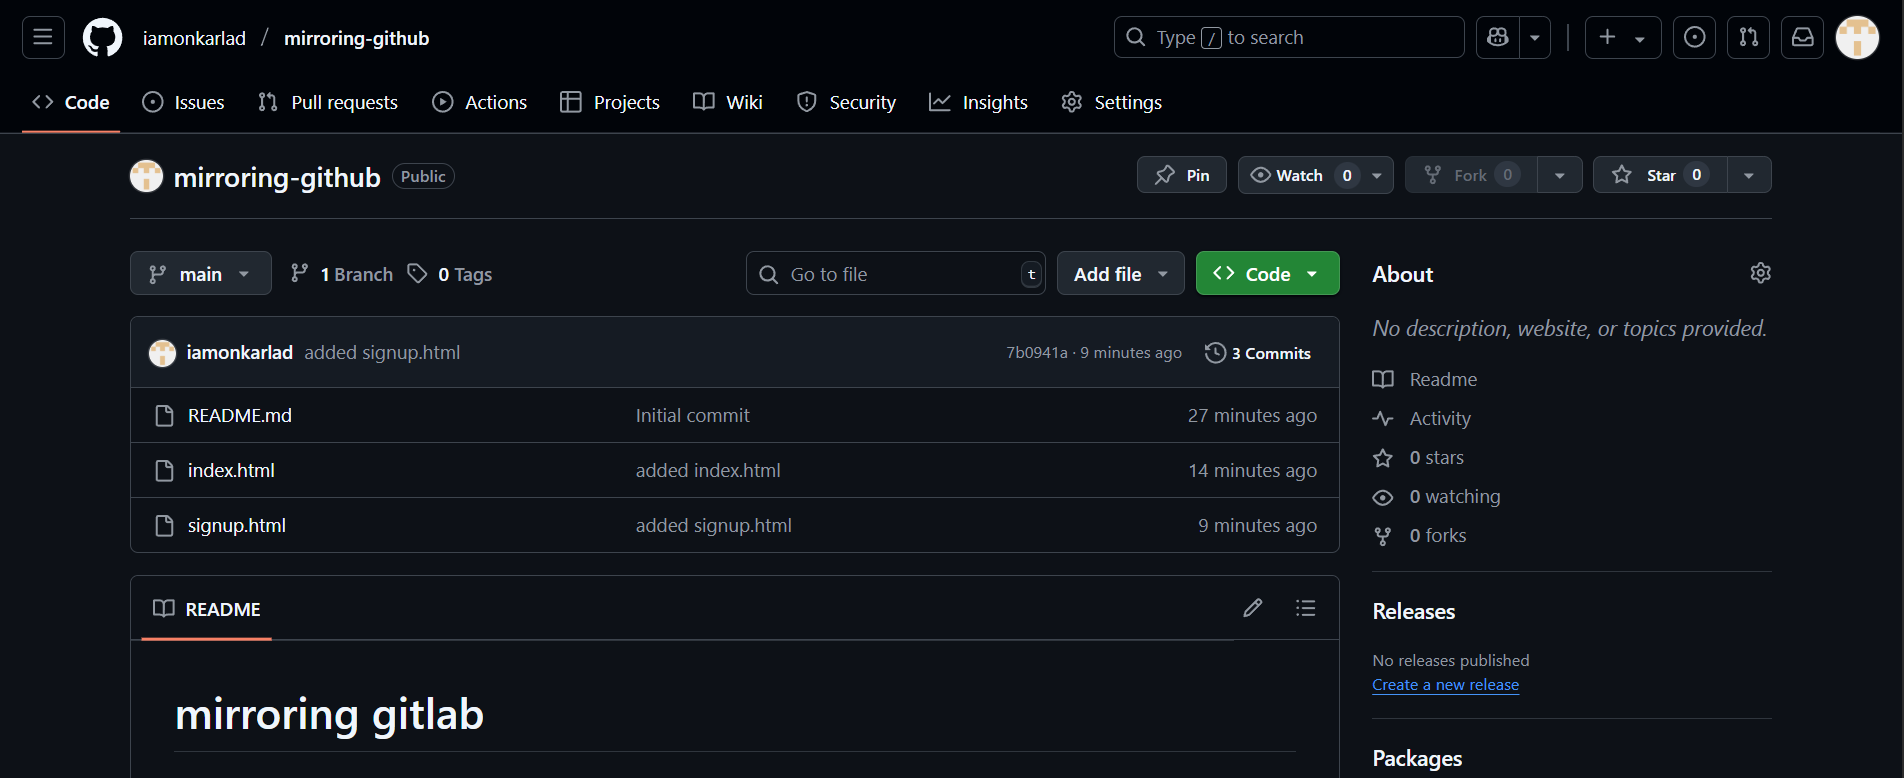 iamonkarlad / mirroring-github
Type / to search
Code Issues Pull requests Actions Projects Wiki Security Insights Settings
mirroring-github Public
Pin Watch 0 Fork 0 Star 0
main 1 Branch 0 Tags
Go to file t Add file Code
iamonkarlad added signup.html 7b0941a · 9 minutes ago 3 Commits
README.md Initial commit 27 minutes ago
index.html added index.html 14 minutes ago
signup.html added signup.html 9 minutes ago
README
mirroring gitlab
About
No description, website, or topics provided.
Readme
Activity
0 stars
0 watching
0 forks
Releases
No releases published
Create a new release
Packages